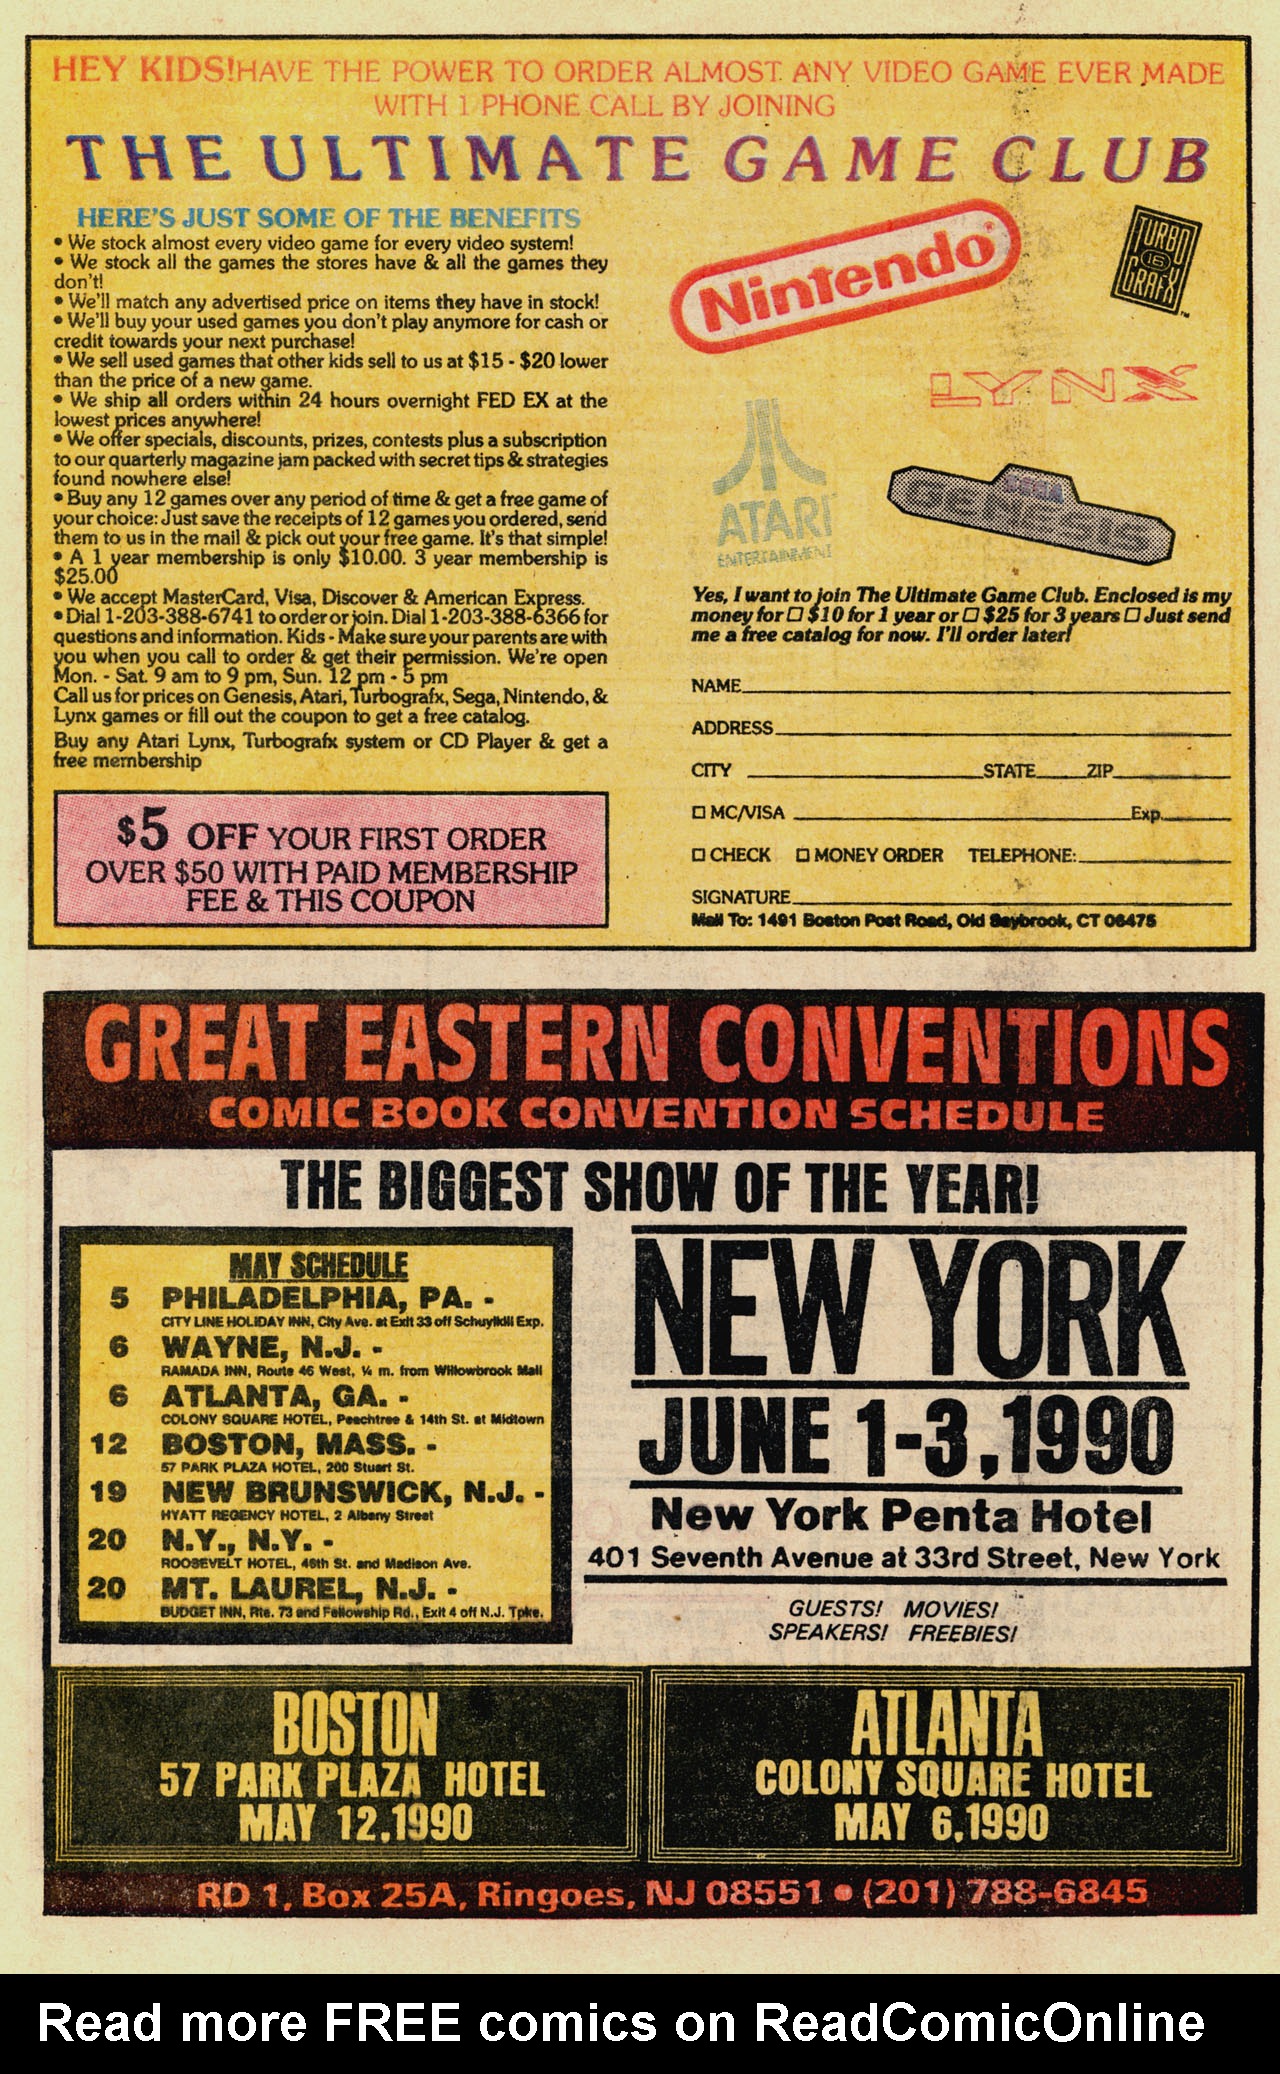 HEY KIDS! HAVE THE POWER TO ORDER ALMOST ANY VIDEO GAME EVER MADE
WITH 1 PHONE CALL BY JOINING
THE ULTIMATE GAME CLUB
HERE'S JUST SOME OF THE BENEFITS
• We stock almost every video game for every video system!
• We stock all the games the stores have & all the games they
don't!
• We'll match any advertised price on items they have in stock!
• We'll buy your used games you don't play anymore for cash or
credit towards your next purchase!
• We sell used games that other kids sell to us at $15 - $20 lower
than the price of a new game.
• We ship all orders within 24 hours overnight FED EX at the
lowest prices anywhere!
• We offer specials, discounts, prizes, contests plus a subscription
to our quarterly magazine jam packed with secret tips & strategies
found nowhere else!
• Buy any 12 games over any period of time & get a free game of
your choice: Just save the receipts of 12 games you ordered, send
them to us in the mail & pick out your free game. It's that simple!
• A 1 year membership is only $10.00. 3 year membership is
$25.00
• We accept MasterCard, Visa, Discover & American Express.
• Dial 1-203-388-6741 to order or join. Dial 1-203-388-6366 for
questions and information. Kids - Make sure your parents are with
you when you call to order & get their permission. We're open
Mon. - Sat. 9 am to 9 pm, Sun. 12 pm - 5 pm
Call us for prices on Genesis, Atari, Turbografx, Sega, Nintendo, &
Lynx games or fill out the coupon to get a free catalog.
Buy any Atari Lynx, Turbografx system or CD Player & get a
free membership
$5 OFF YOUR FIRST ORDER
OVER $50 WITH PAID MEMBERSHIP
FEE & THIS COUPON
Nintendo®
TURBO
16
GRAFX™
LYNX
ATARI®
ENTERTAINMENT
SEGA
GENESIS
Yes, I want to join The Ultimate Game Club. Enclosed is my
money for ☐ $10 for 1 year or ☐ $25 for 3 years ☐ Just send
me a free catalog for now. I'll order later!
NAME
ADDRESS
CITY STATE ZIP
☐ MC/VISA Exp.
☐ CHECK ☐ MONEY ORDER TELEPHONE:
SIGNATURE
Mail To: 1491 Boston Post Road, Old Saybrook, CT 06475
GREAT EASTERN CONVENTIONS
COMIC BOOK CONVENTION SCHEDULE
THE BIGGEST SHOW OF THE YEAR!
MAY SCHEDULE
5 PHILADELPHIA, PA. -
CITY LINE HOLIDAY INN, City Ave. at Exit 33 off Schuylkill Exp.
6 WAYNE, N.J. -
RAMADA INN, Route 46 West, ¼ m. from Willowbrook Mall
6 ATLANTA, GA. -
COLONY SQUARE HOTEL, Peachtree & 14th St. at Midtown
12 BOSTON, MASS. -
57 PARK PLAZA HOTEL, 200 Stuart St.
19 NEW BRUNSWICK, N.J. -
HYATT REGENCY HOTEL, 2 Albany Street
20 N.Y., N.Y. -
ROOSEVELT HOTEL, 45th St. and Madison Ave.
20 MT. LAUREL, N.J. -
BUDGET INN, Rte. 73 and Fellowship Rd., Exit 4 off N.J. Tpke.
NEW YORK
JUNE 1-3, 1990
New York Penta Hotel
401 Seventh Avenue at 33rd Street, New York
GUESTS! MOVIES!
SPEAKERS! FREEBIES!
BOSTON
57 PARK PLAZA HOTEL
MAY 12, 1990
ATLANTA
COLONY SQUARE HOTEL
MAY 6, 1990
RD 1, Box 25A, Ringoes, NJ 08551 • (201) 788-6845
Read more FREE comics on ReadComicOnline